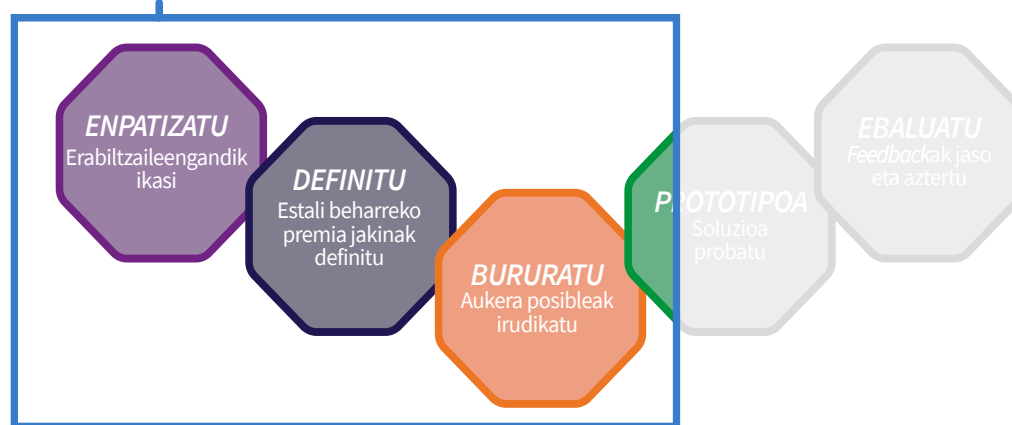 ENPATIZATU
Erabiltzaileengandik
ikasi
DEFINITU
Estali beharreko
premia jakinak
definitu
BURURATU
Aukera posibleak
irudikatu
PROTOTIPOA
Soluzioa
probatu
EBALUATU
Feedbackak jaso
eta aztertu